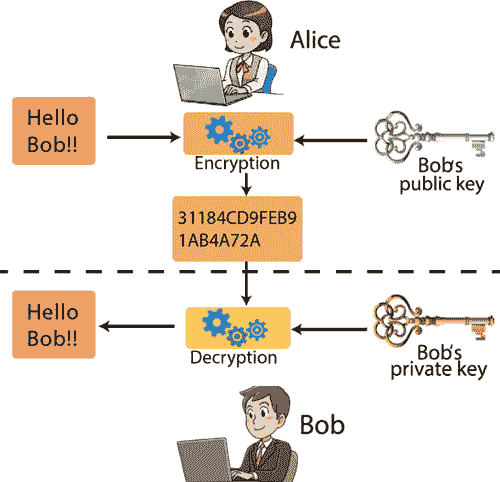 Alice
Hello
Bob!!
Encryption
Bob's
public key
31184CD9FEB9
1AB4A72A
Hello
Bob!!
Decryption
Bob's
private key
Bob